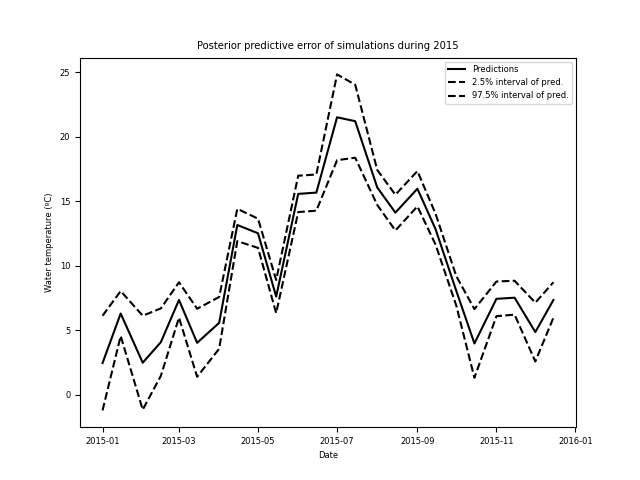 Posterior predictive error of simulations during 2015
Predictions
2.5% interval of pred.
97.5% interval of pred.
Water temperature (ºC)
25
20
15
10
5
0
2015-01 2015-03 2015-05 2015-07 2015-09 2015-11 2016-01
Date